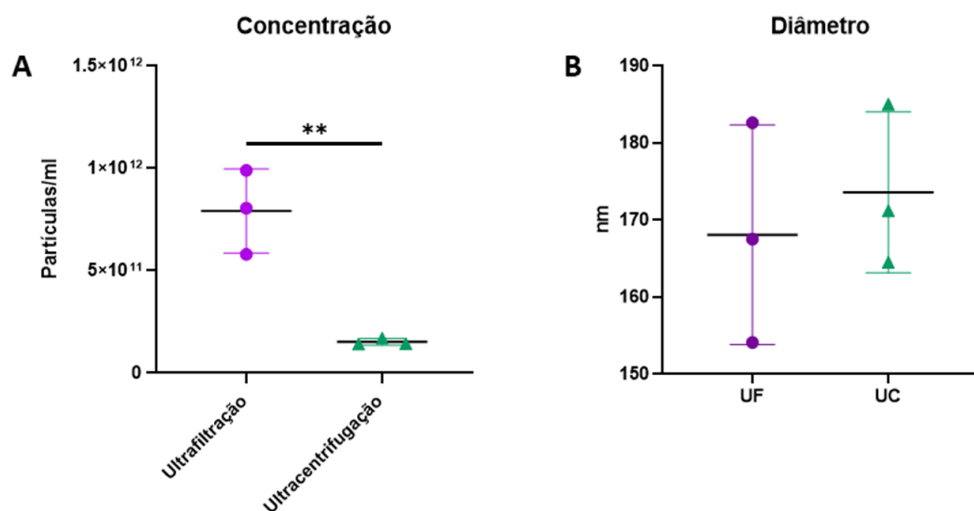 Concentração
A
Partículas/ml
1.5×10¹²
1×10¹²
5×10¹¹
0
**
Ultrafiltração
Ultracentrifugação
Diâmetro
B
nm
190
180
170
160
150
UF
UC